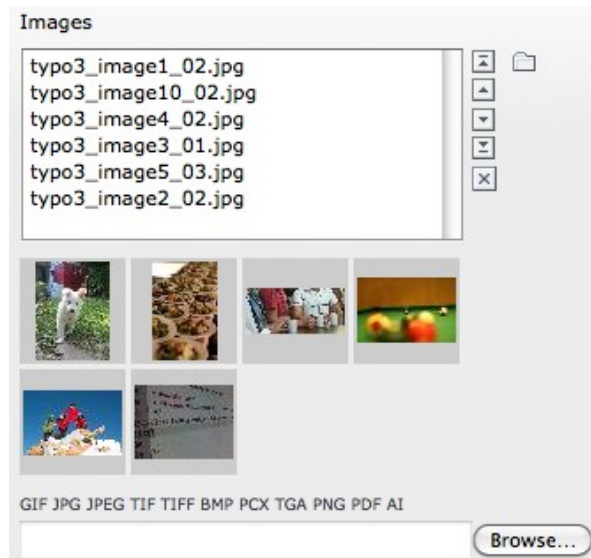 Images
typo3_image1_02.jpg
typo3_image10_02.jpg
typo3_image4_02.jpg
typo3_image3_01.jpg
typo3_image5_03.jpg
typo3_image2_02.jpg
GIF JPG JPEG TIF TIFF BMP PCX TGA PNG PDF AI
Browse...